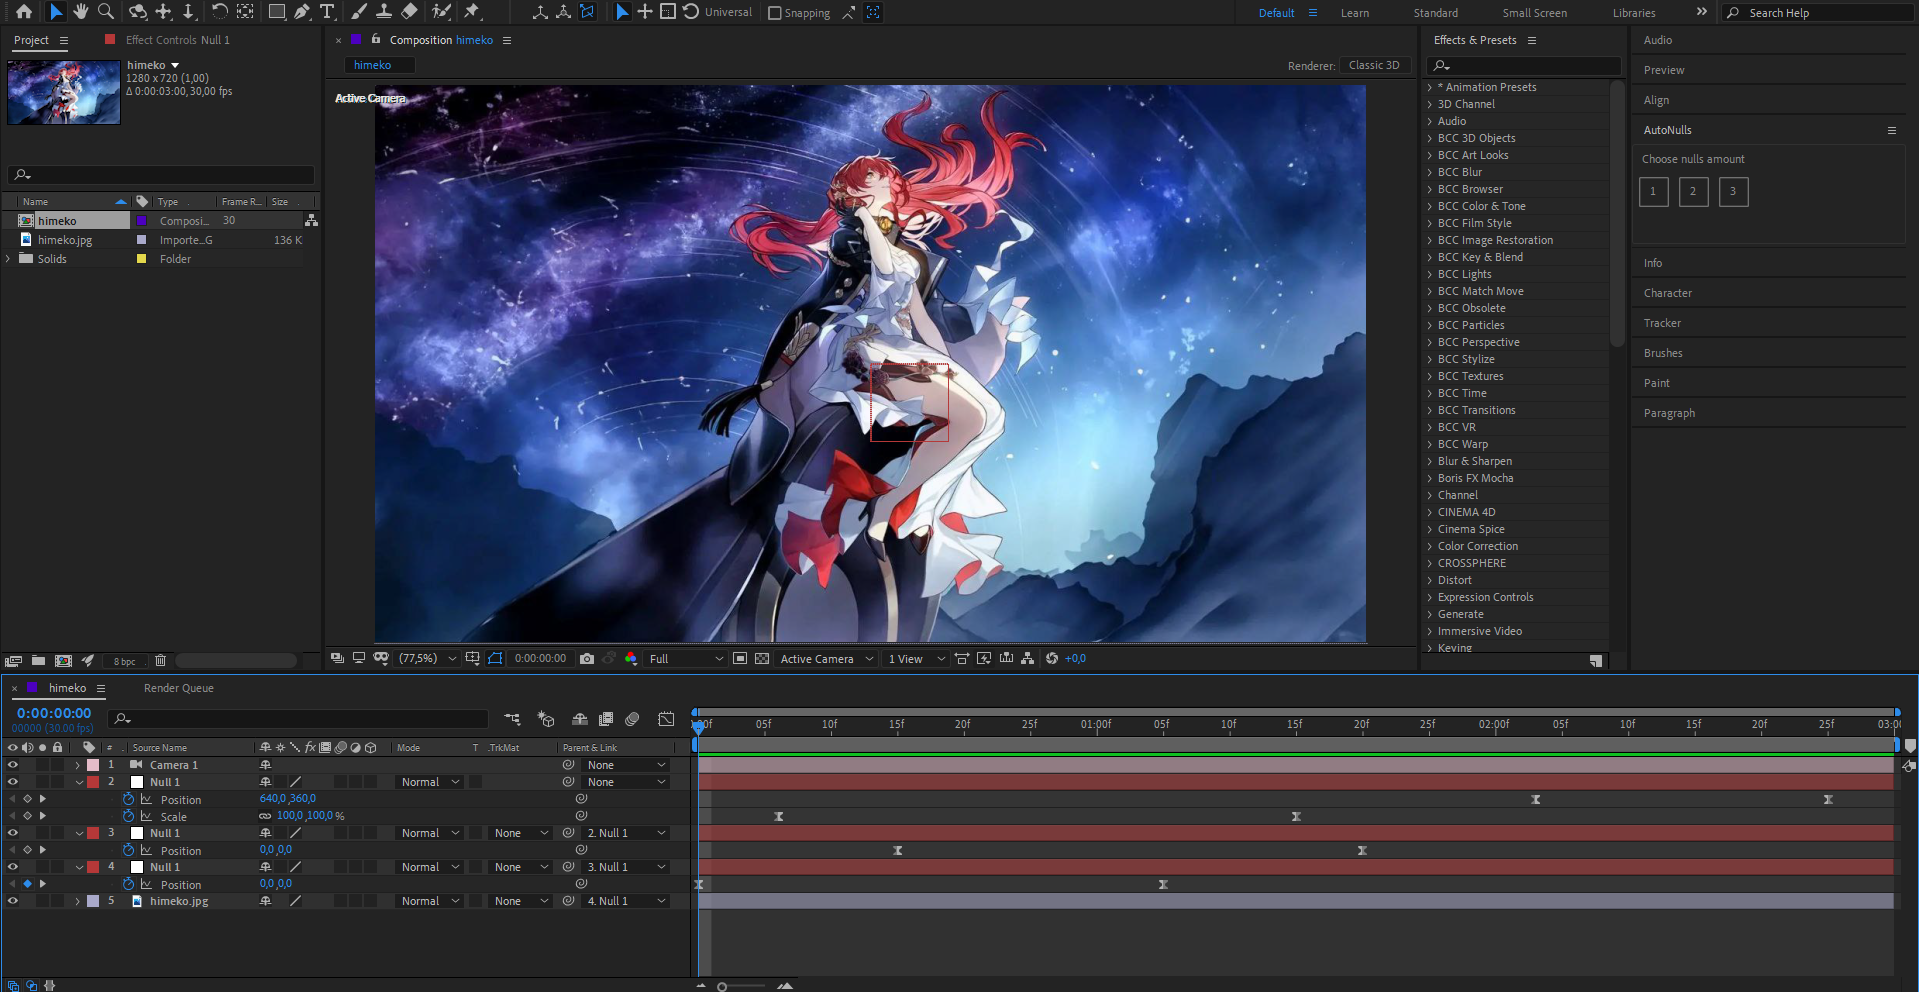 Universal
Snapping
Default
Learn
Standard
Small Screen
Libraries
Search Help
Project
Effect Controls Null 1
Composition himeko
Effects & Presets
Audio
himeko
1280 x 720 (1,00)
Δ 0:00:03:00, 30,00 fps
himeko
Renderer:
Classic 3D
Active Camera
Name
Type
Frame R...
Size
himeko
Composi...
30
himeko.jpg
Importe...G
136 K
Solids
Folder
8 bpc
(77,5%)
0:00:00:00
Full
Active Camera
1 View
+0,0
* Animation Presets
3D Channel
Audio
BCC 3D Objects
BCC Art Looks
BCC Blur
BCC Browser
BCC Color & Tone
BCC Film Style
BCC Image Restoration
BCC Key & Blend
BCC Lights
BCC Match Move
BCC Obsolete
BCC Particles
BCC Perspective
BCC Stylize
BCC Textures
BCC Time
BCC Transitions
BCC VR
BCC Warp
Blur & Sharpen
Boris FX Mocha
Channel
CINEMA 4D
Cinema Spice
Color Correction
CROSSPHERE
Distort
Expression Controls
Generate
Immersive Video
Keying
Preview
Align
AutoNulls
Choose nulls amount
1 2 3
Info
Character
Tracker
Brushes
Paint
Paragraph
himeko
Render Queue
0:00:00:00
00000 (30.00 fps)
05f 10f 15f 20f 25f 01:00f 05f 10f 15f 20f 25f 02:00f 05f 10f 15f 20f 25f 03:00
# Source Name
Mode
T .TrkMat
Parent & Link
1 Camera 1 None
2 Null 1 Normal None
Position 640,0,360,0
Scale 100,0,100,0 %
3 Null 1 Normal None 2. Null 1
Position 0,0,0,0
4 Null 1 Normal None 3. Null 1
Position 0,0,0,0
5 himeko.jpg Normal None 4. Null 1